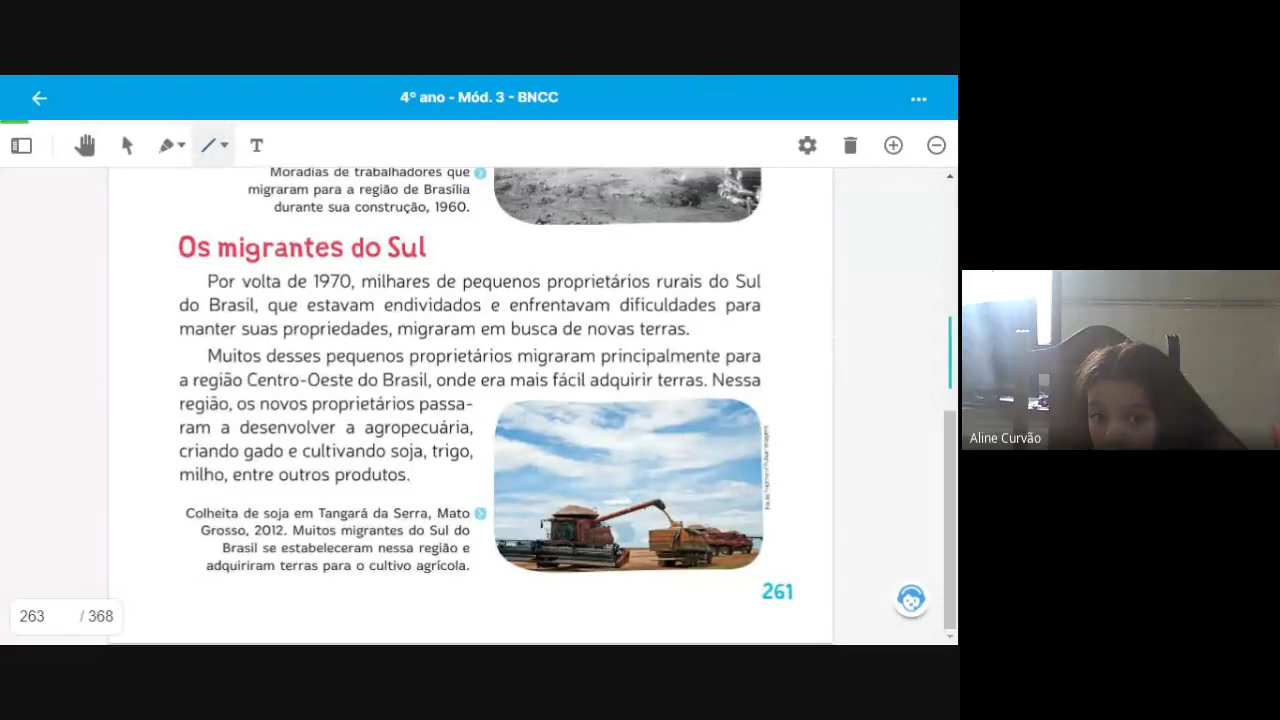 4º ano - Mód. 3 - BNCC
T
Moradias de trabalhadores que
migraram para a região de Brasília
durante sua construção, 1960.
Os migrantes do Sul
Por volta de 1970, milhares de pequenos proprietários rurais do Sul
do Brasil, que estavam endividados e enfrentavam dificuldades para
manter suas propriedades, migraram em busca de novas terras.
Muitos desses pequenos proprietários migraram principalmente para
a região Centro-Oeste do Brasil, onde era mais fácil adquirir terras. Nessa
região, os novos proprietários passa-
ram a desenvolver a agropecuária,
criando gado e cultivando soja, trigo,
milho, entre outros produtos.
Colheita de soja em Tangará da Serra, Mato
Grosso, 2012. Muitos migrantes do Sul do
Brasil se estabeleceram nessa região e
adquiriram terras para o cultivo agrícola.
261
263 / 368
Aline Curvão